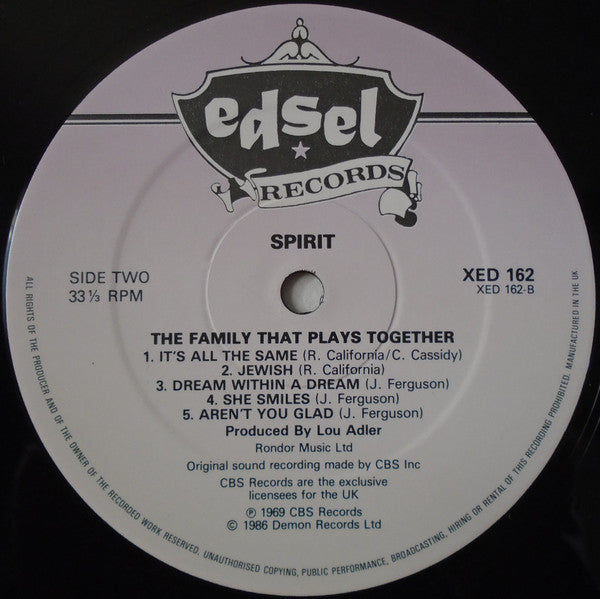 edsel
RECORDS
SPIRIT
SIDE TWO
33⅓ RPM
XED 162
XED 162-B
THE FAMILY THAT PLAYS TOGETHER
1. IT'S ALL THE SAME (R. California/C. Cassidy)
2. JEWISH (R. California)
3. DREAM WITHIN A DREAM (J. Ferguson)
4. SHE SMILES (J. Ferguson)
5. AREN'T YOU GLAD (J. Ferguson)
Produced By Lou Adler
Rondor Music Ltd
Original sound recording made by CBS Inc
CBS Records are the exclusive
licensees for the UK
℗ 1969 CBS Records
© 1986 Demon Records Ltd
ALL RIGHTS OF THE PRODUCER AND OF THE OWNER OF THE RECORDED WORK RESERVED. UNAUTHORISED COPYING, PUBLIC PERFORMANCE, BROADCASTING, HIRING OR RENTAL OF THIS RECORDING PROHIBITED. MANUFACTURED IN THE UK